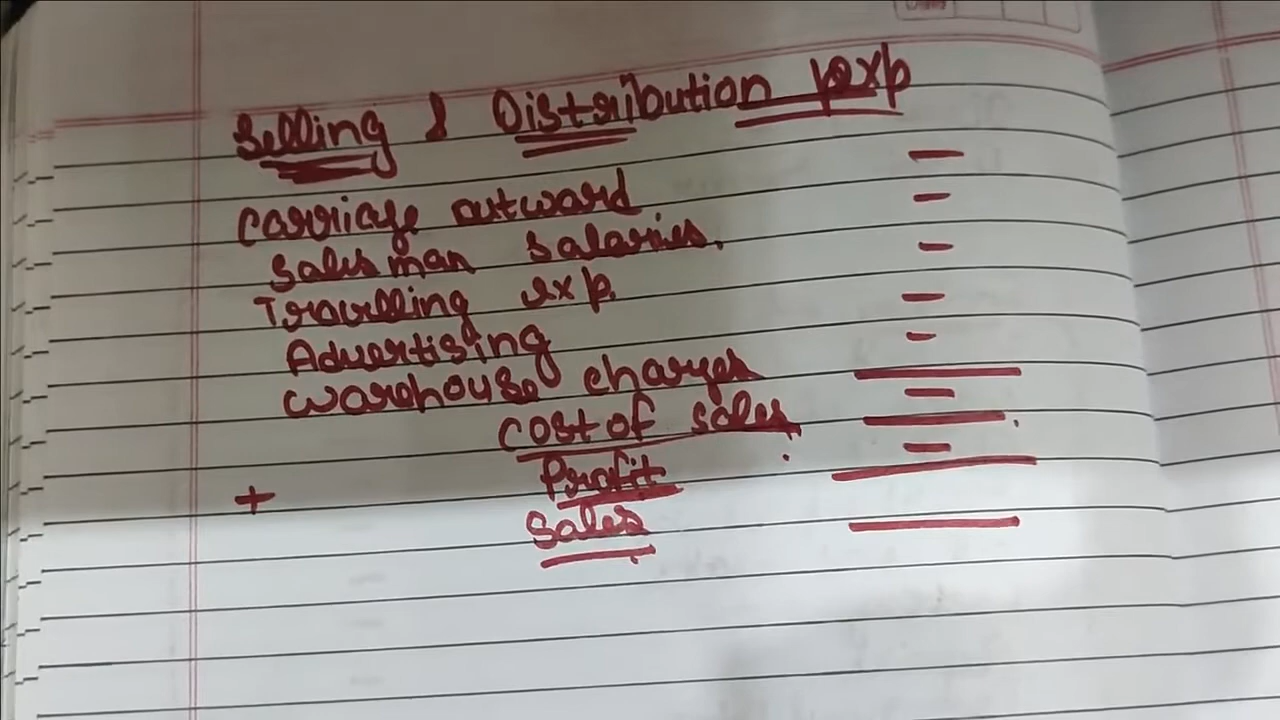 Selling & Distribution exp
Carriage outward —
Salesman salaries. —
Travelling exp. —
Advertising —
Warehouse charges —
Cost of sales —
+ Profit —
Sales